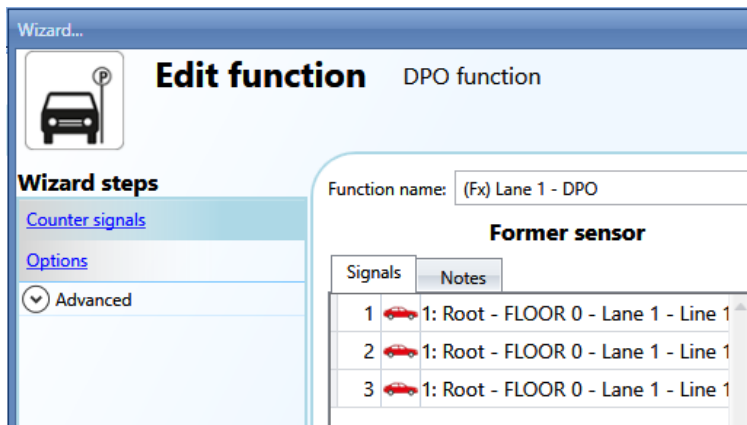 Wizard...
P
Edit function DPO function
Wizard steps
Counter signals
Options
Advanced
Function name: (Fx) Lane 1 - DPO
Former sensor
Signals Notes
1 1: Root - FLOOR 0 - Lane 1 - Line 1
2 1: Root - FLOOR 0 - Lane 1 - Line 1
3 1: Root - FLOOR 0 - Lane 1 - Line 1